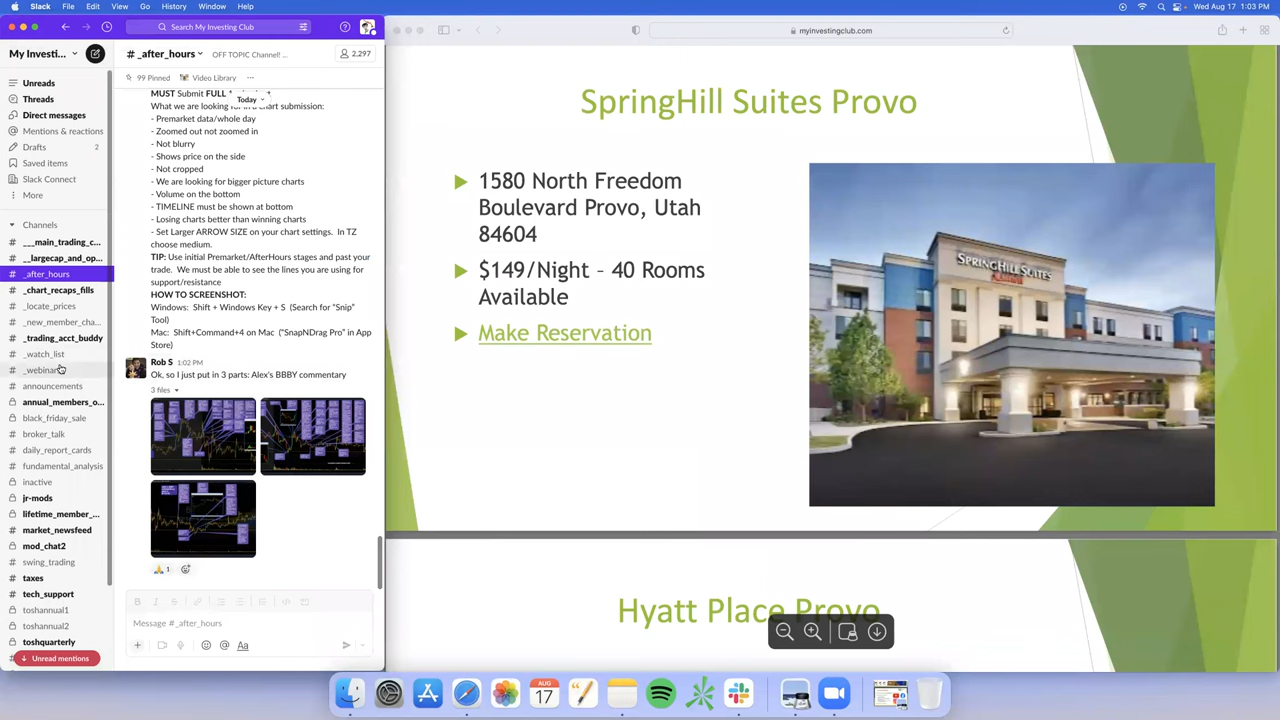 Slack File Edit View Go History Window Help
Wed Aug 17 1:03 PM
Search My Investing Club
My Investi...
Unreads
Threads
Direct messages
Mentions & reactions
Drafts 2
Saved items
Slack Connect
More
Channels
# ___main_trading_c...
# __largecap_and_op...
# _after_hours
# _chart_recaps_fills
# _locate_prices
# _new_member_cha...
# _trading_acct_buddy
# _watch_list
# _webinar
# announcements
annual_members_o...
black_friday_sale
# broker_talk
# daily_report_cards
# fundamental_analysis
inactive
# jr-mods
lifetime_member_...
# market_newsfeed
mod_chat2
# swing_trading
# taxes
# tech_support
toshannual1
toshannual2
toshquarterly
Unread mentions
# _after_hours
OFF TOPIC Channel! ...
2,297
99 Pinned
Video Library
...
MUST Submit FULL
Today
What we are looking for in a chart submission:
- Premarket data/whole day
- Zoomed out not zoomed in
- Not blurry
- Shows price on the side
- Not cropped
- We are looking for bigger picture charts
- Volume on the bottom
- TIMELINE must be shown at bottom
- Losing charts better than winning charts
- Set Larger ARROW SIZE on your chart settings. In TZ
choose medium.
TIP: Use initial Premarket/AfterHours stages and past your
trade. We must be able to see the lines you are using for
support/resistance
HOW TO SCREENSHOT:
Windows: Shift + Windows Key + S (Search for "Snip"
Tool)
Mac: Shift+Command+4 on Mac ("SnapNDrag Pro" in App
Store)
Rob S 1:02 PM
Ok, so I just put in 3 parts: Alex's BBBY commentary
3 files
1
Message #_after_hours
Aa
myinvestingclub.com
SpringHill Suites Provo
1580 North Freedom
Boulevard Provo, Utah
84604
$149/Night – 40 Rooms
Available
Make Reservation
SPRINGHILL SUITES
Marriott
Hyatt Place Provo
AUG
17